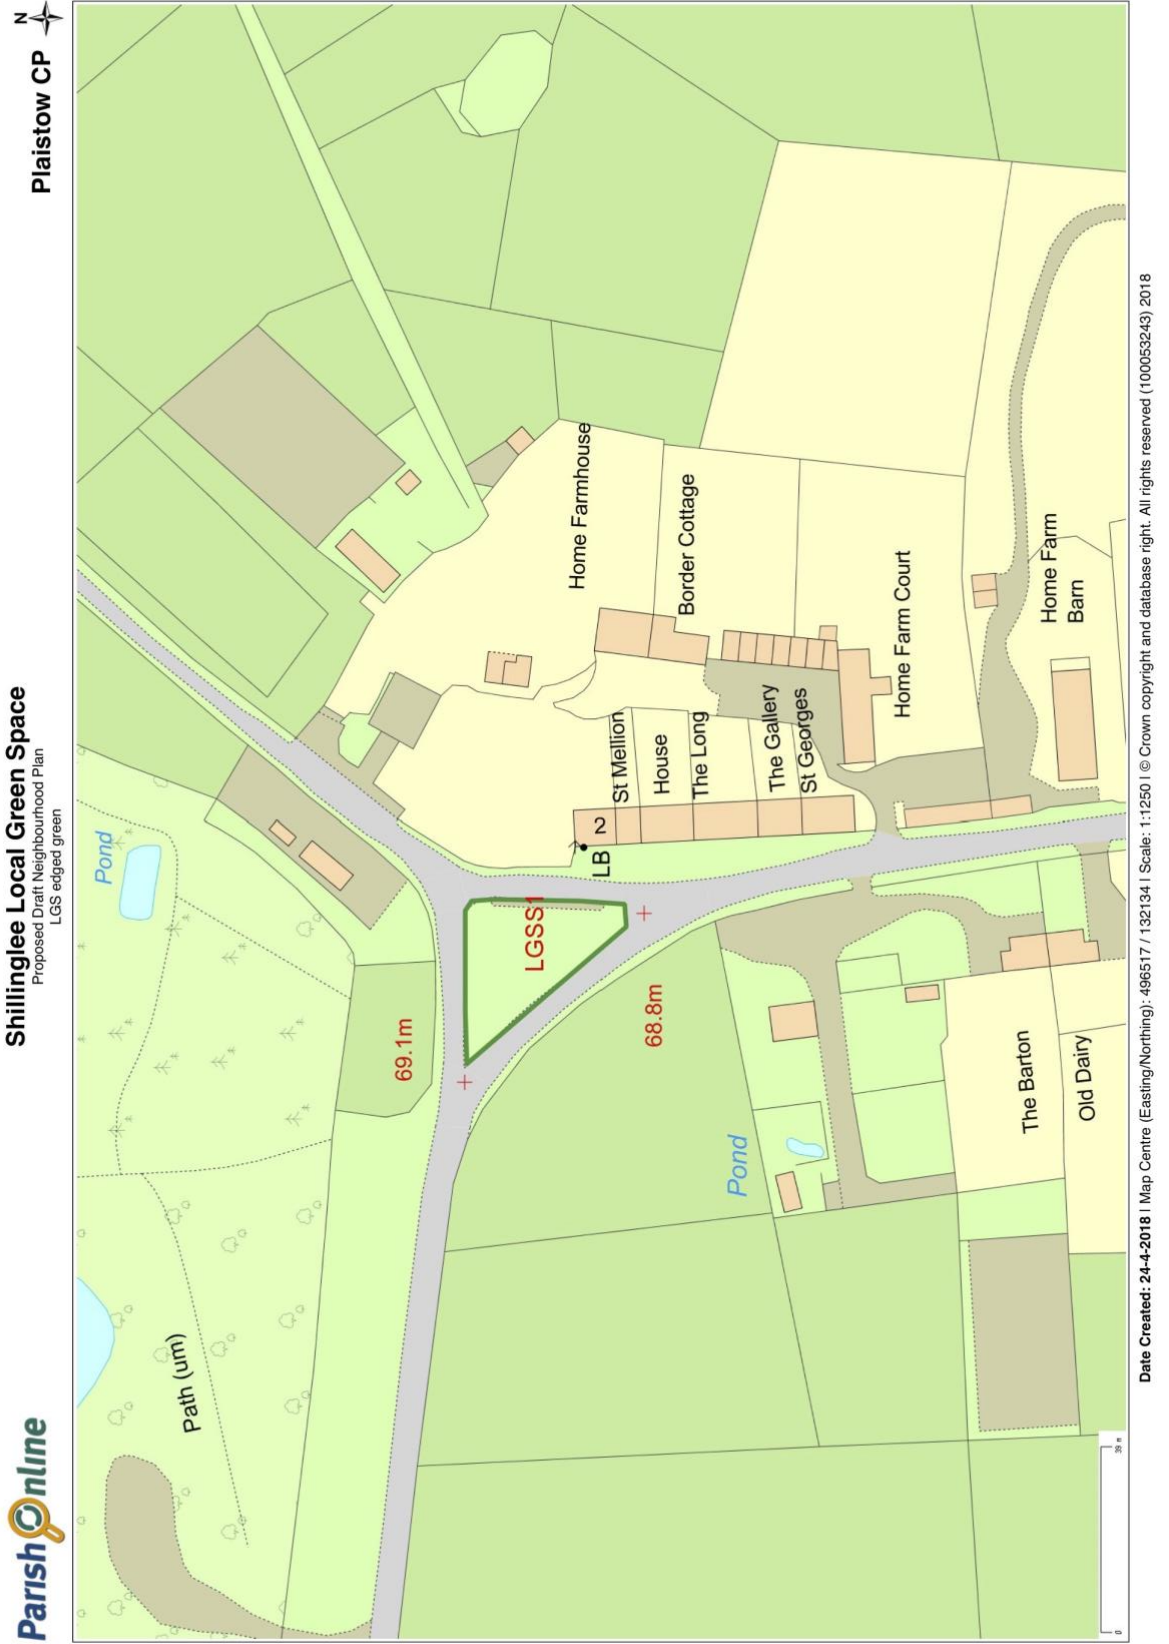 Parish Online
Shillinglee Local Green Space
Proposed Draft Neighbourhood Plan
LGS edged green
Plaistow CP
N
Pond
Path (um)
69.1m
LGSS1
68.8m
LB
2
St Mellion
House
The Long
The Gallery
St Georges
Home Farmhouse
Border Cottage
Home Farm Court
Home Farm
Barn
Pond
The Barton
Old Dairy
0
39 m
Date Created: 24-4-2018 | Map Centre (Easting/Northing): 496517 / 132134 | Scale: 1:1250 | © Crown copyright and database right. All rights reserved (100053243) 2018